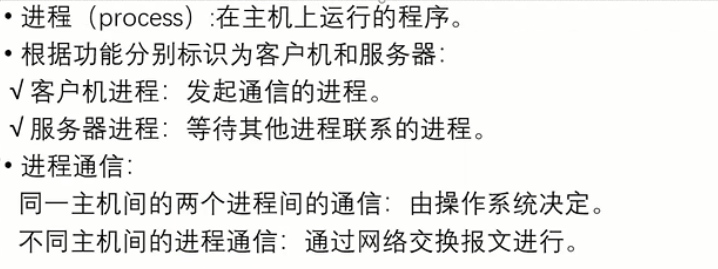 • 进程（process）:在主机上运行的程序。
• 根据功能分别标识为客户机和服务器：
√ 客户机进程：发起通信的进程。
√ 服务器进程：等待其他进程联系的进程。
• 进程通信：
同一主机间的两个进程间的通信：由操作系统决定。
不同主机间的进程通信：通过网络交换报文进行。